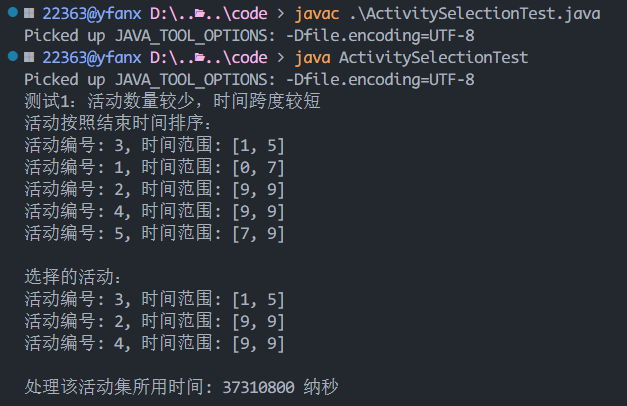 22363@yfanx D:\..\..\code > javac .\ActivitySelectionTest.java
Picked up JAVA_TOOL_OPTIONS: -Dfile.encoding=UTF-8
22363@yfanx D:\..\..\code > java ActivitySelectionTest
Picked up JAVA_TOOL_OPTIONS: -Dfile.encoding=UTF-8
测试1: 活动数量较少，时间跨度较短
活动按照结束时间排序:
活动编号: 3, 时间范围: [1, 5]
活动编号: 1, 时间范围: [0, 7]
活动编号: 2, 时间范围: [9, 9]
活动编号: 4, 时间范围: [9, 9]
活动编号: 5, 时间范围: [7, 9]
选择的活动:
活动编号: 3, 时间范围: [1, 5]
活动编号: 2, 时间范围: [9, 9]
活动编号: 4, 时间范围: [9, 9]
处理该活动集所用时间: 37310800 纳秒